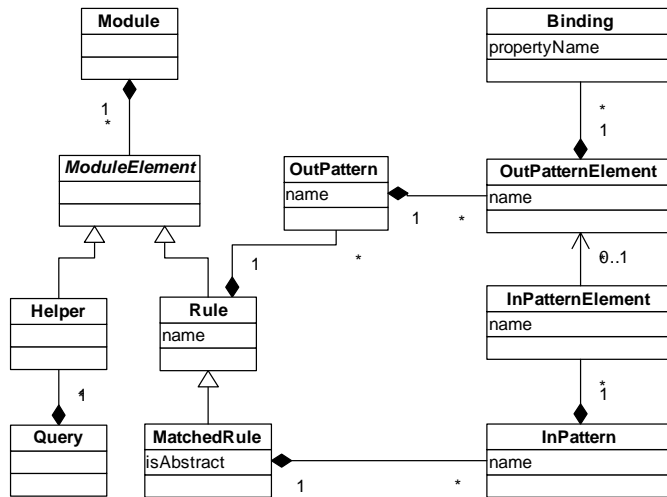 Module
Binding
propertyName
1
*
*
1
ModuleElement
OutPattern
name
OutPatternElement
name
1
*
1
*
0..1
Helper
Rule
name
InPatternElement
name
1
*
1
Query
MatchedRule
isAbstract
InPattern
name
1
*